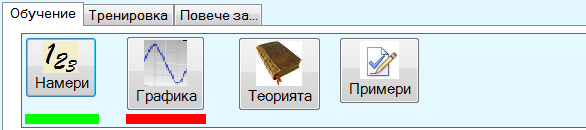 Обучение Тренировка Повече за...
123
Намери Графика Теорията Примери